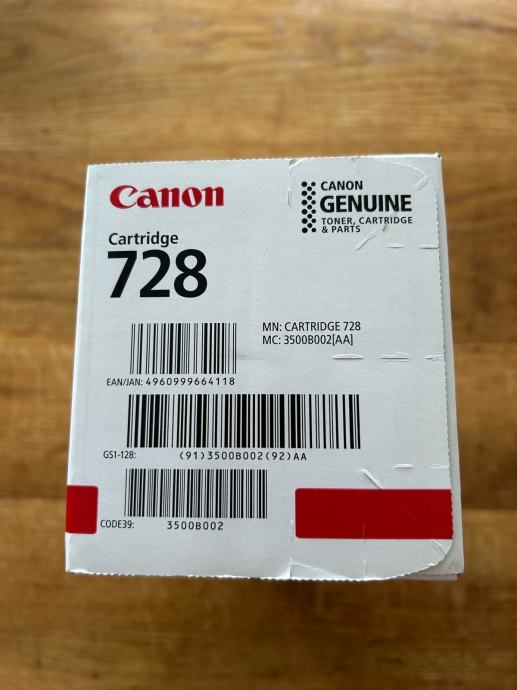 Canon
CANON
GENUINE
TONER, CARTRIDGE
& PARTS
Cartridge
728
MN: CARTRIDGE 728
MC: 3500B002[AA]
EAN/JAN: 4960999664118
GS1-128: (91)3500B002(92)AA
CODE39: 3500B002